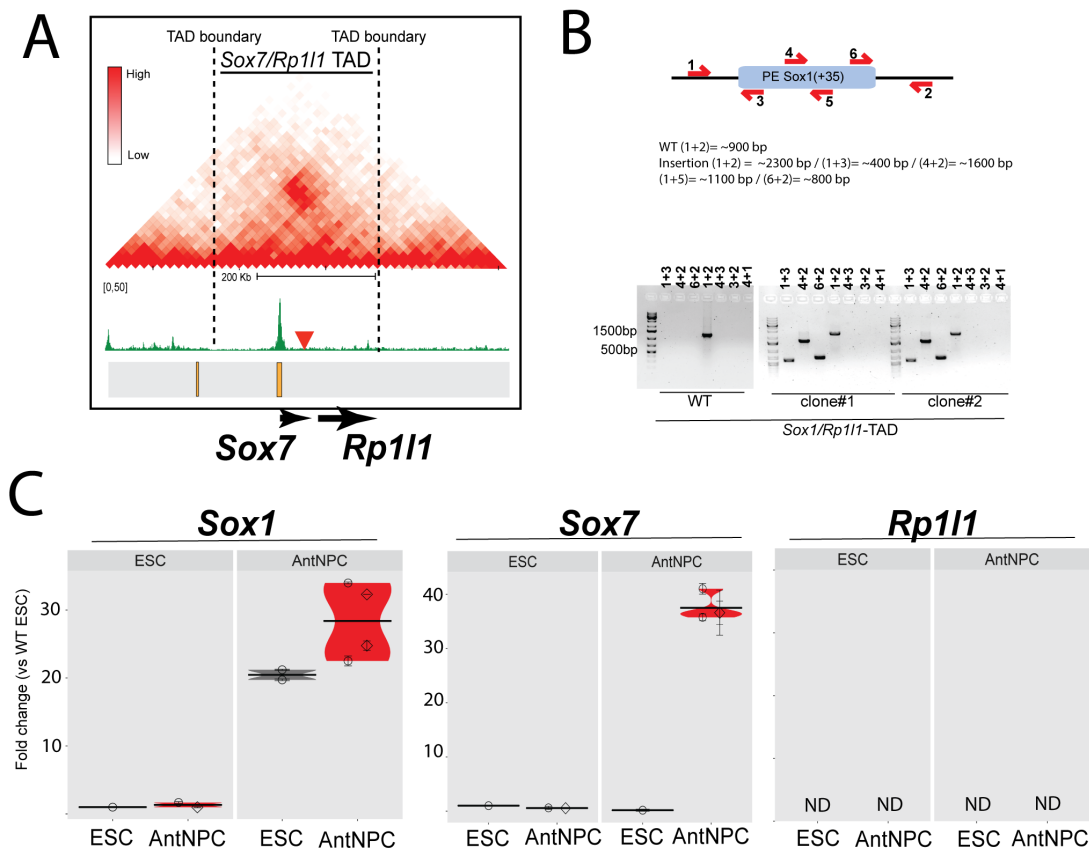 A
TAD boundary
TAD boundary
Sox7/Rp1l1 TAD
High
Low
200 Kb
[0,50]
Sox7
Rp1l1
B
4
6
1
PE Sox1(+35)
3
5
2
WT (1+2)= ~900 bp
Insertion (1+2) = ~2300 bp / (1+3)= ~400 bp / (4+2)= ~1600 bp
(1+5)= ~1100 bp / (6+2)= ~800 bp
1+3 4+2 6+2 1+2 4+3 3+2 4+1
1+3 4+2 6+2 1+2 4+3 3+2 4+1
1+3 4+2 6+2 1+2 4+3 3+2 4+1
1500bp
500bp
WT
clone#1
clone#2
Sox1/Rp1l1-TAD
C
Sox1
Sox7
Rp1l1
ESC AntNPC
ESC AntNPC
ESC AntNPC
Fold change (vs WT ESC)
30
20
10
40
30
20
10
ND ND ND ND
ESC AntNPC ESC AntNPC
ESC AntNPC ESC AntNPC
ESC AntNPC ESC AntNPC